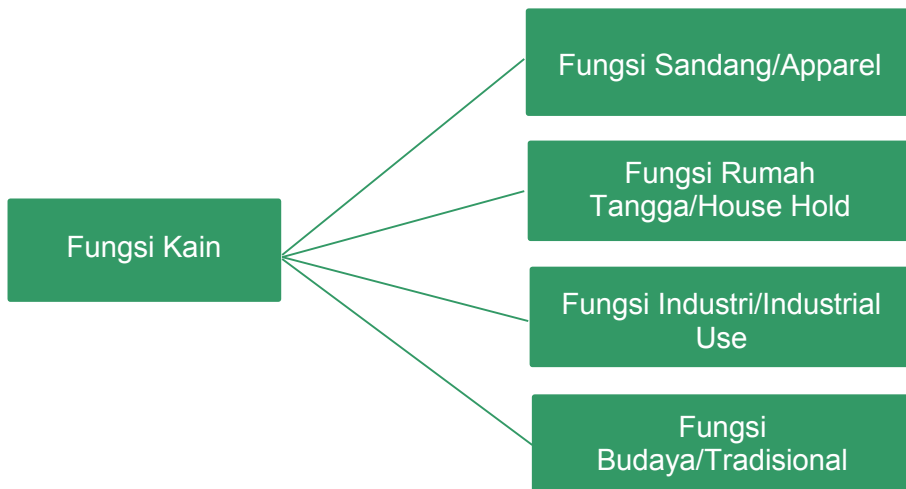 Fungsi Kain
Fungsi Sandang/Apparel
Fungsi Rumah
Tangga/House Hold
Fungsi Industri/Industrial
Use
Fungsi
Budaya/Tradisional